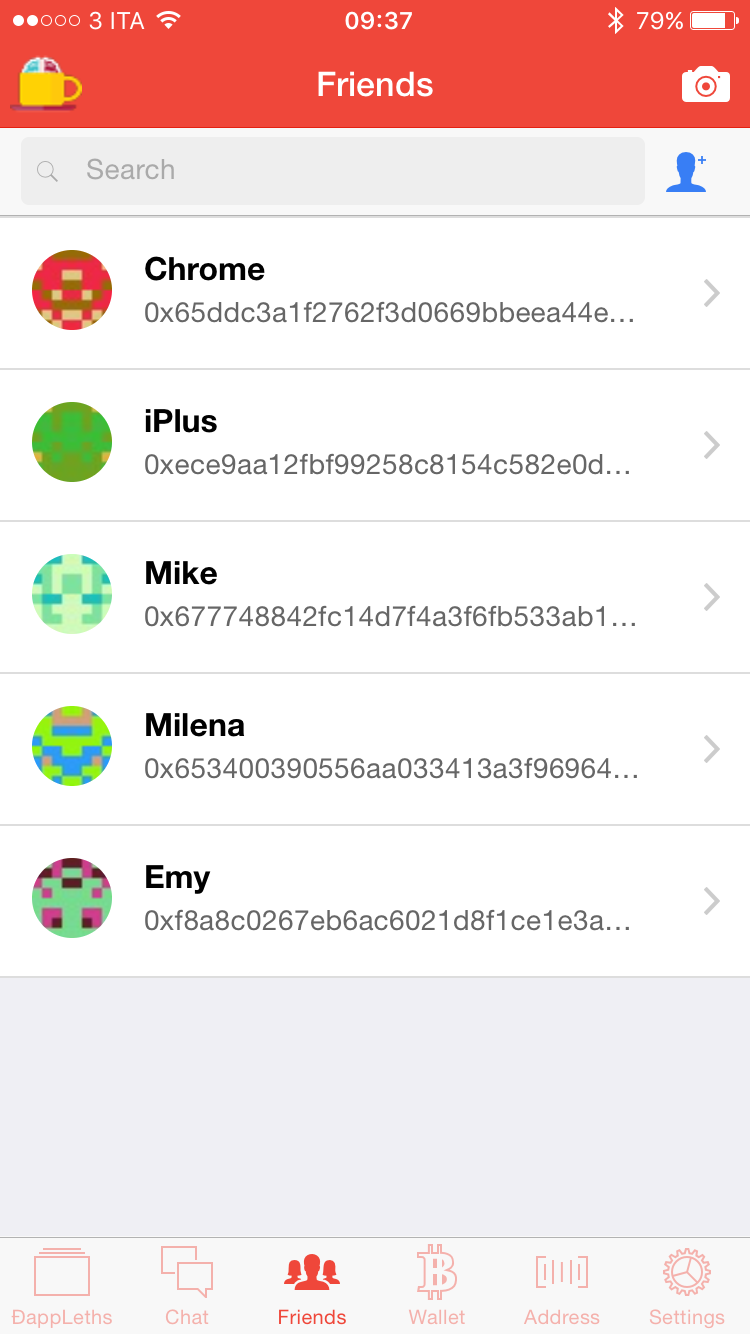 3 ITA 09:37 79%
Friends
Search
Chrome
0x65ddc3a1f2762f3d0669bbeea44e...
iPlus
0xece9aa12fbf99258c8154c582e0d...
Mike
0x677748842fc14d7f4a3f6fb533ab1...
Milena
0x653400390556aa033413a3f96964...
Emy
0xf8a8c0267eb6ac6021d8f1ce1e3a...
ÐappLeths Chat Friends Wallet Address Settings